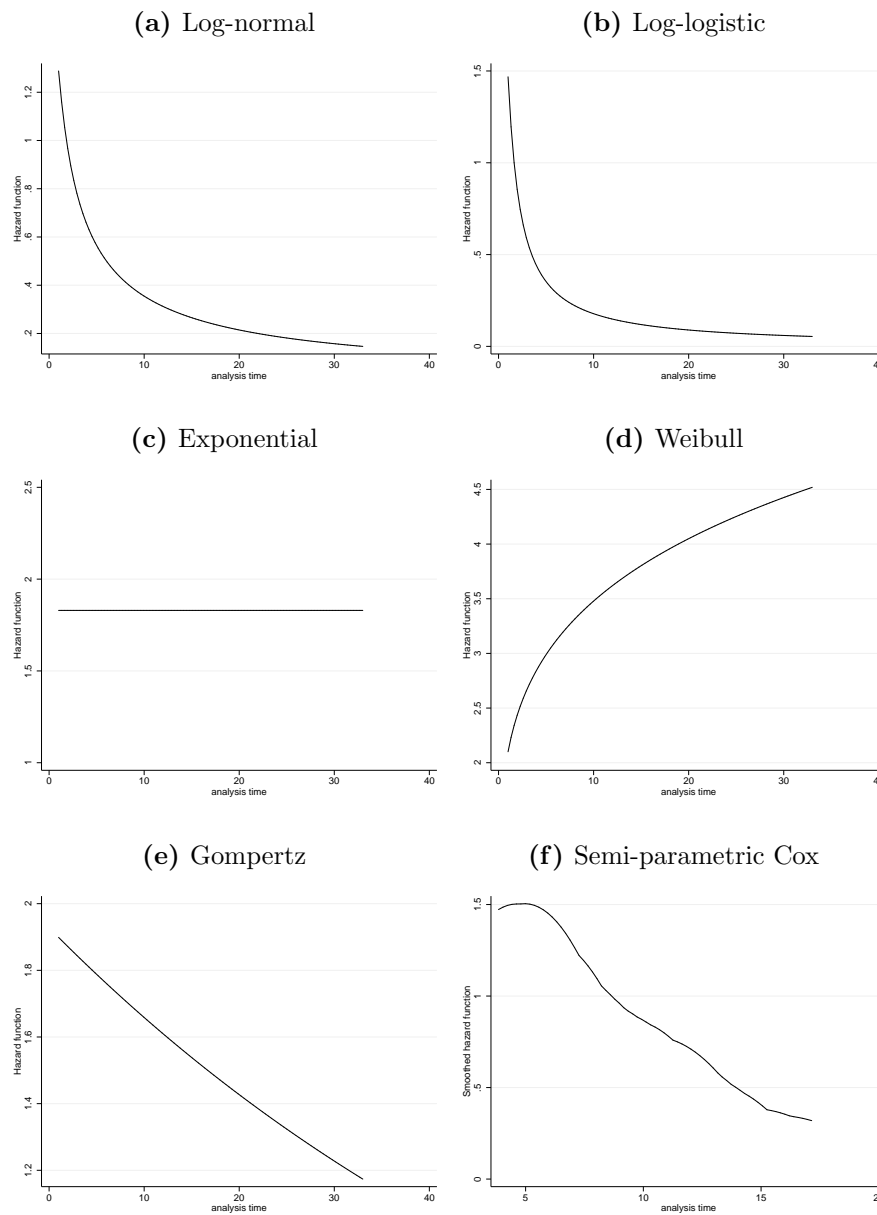 (a) Log-normal
(b) Log-logistic
Hazard function
.2 .4 .6 .8 1 1.2
0 10 20 30 40
analysis time
Hazard function
0 .5 1 1.5
0 10 20 30
analysis time
(c) Exponential
(d) Weibull
Hazard function
1 1.5 2 2.5
0 10 20 30 40
analysis time
Hazard function
2 2.5 3 3.5 4 4.5
0 10 20 30
analysis time
(e) Gompertz
(f) Semi-parametric Cox
Hazard function
1.2 1.4 1.6 1.8 2
0 10 20 30 40
analysis time
Smoothed hazard function
0 .5 1 1.5
5 10 15
analysis time